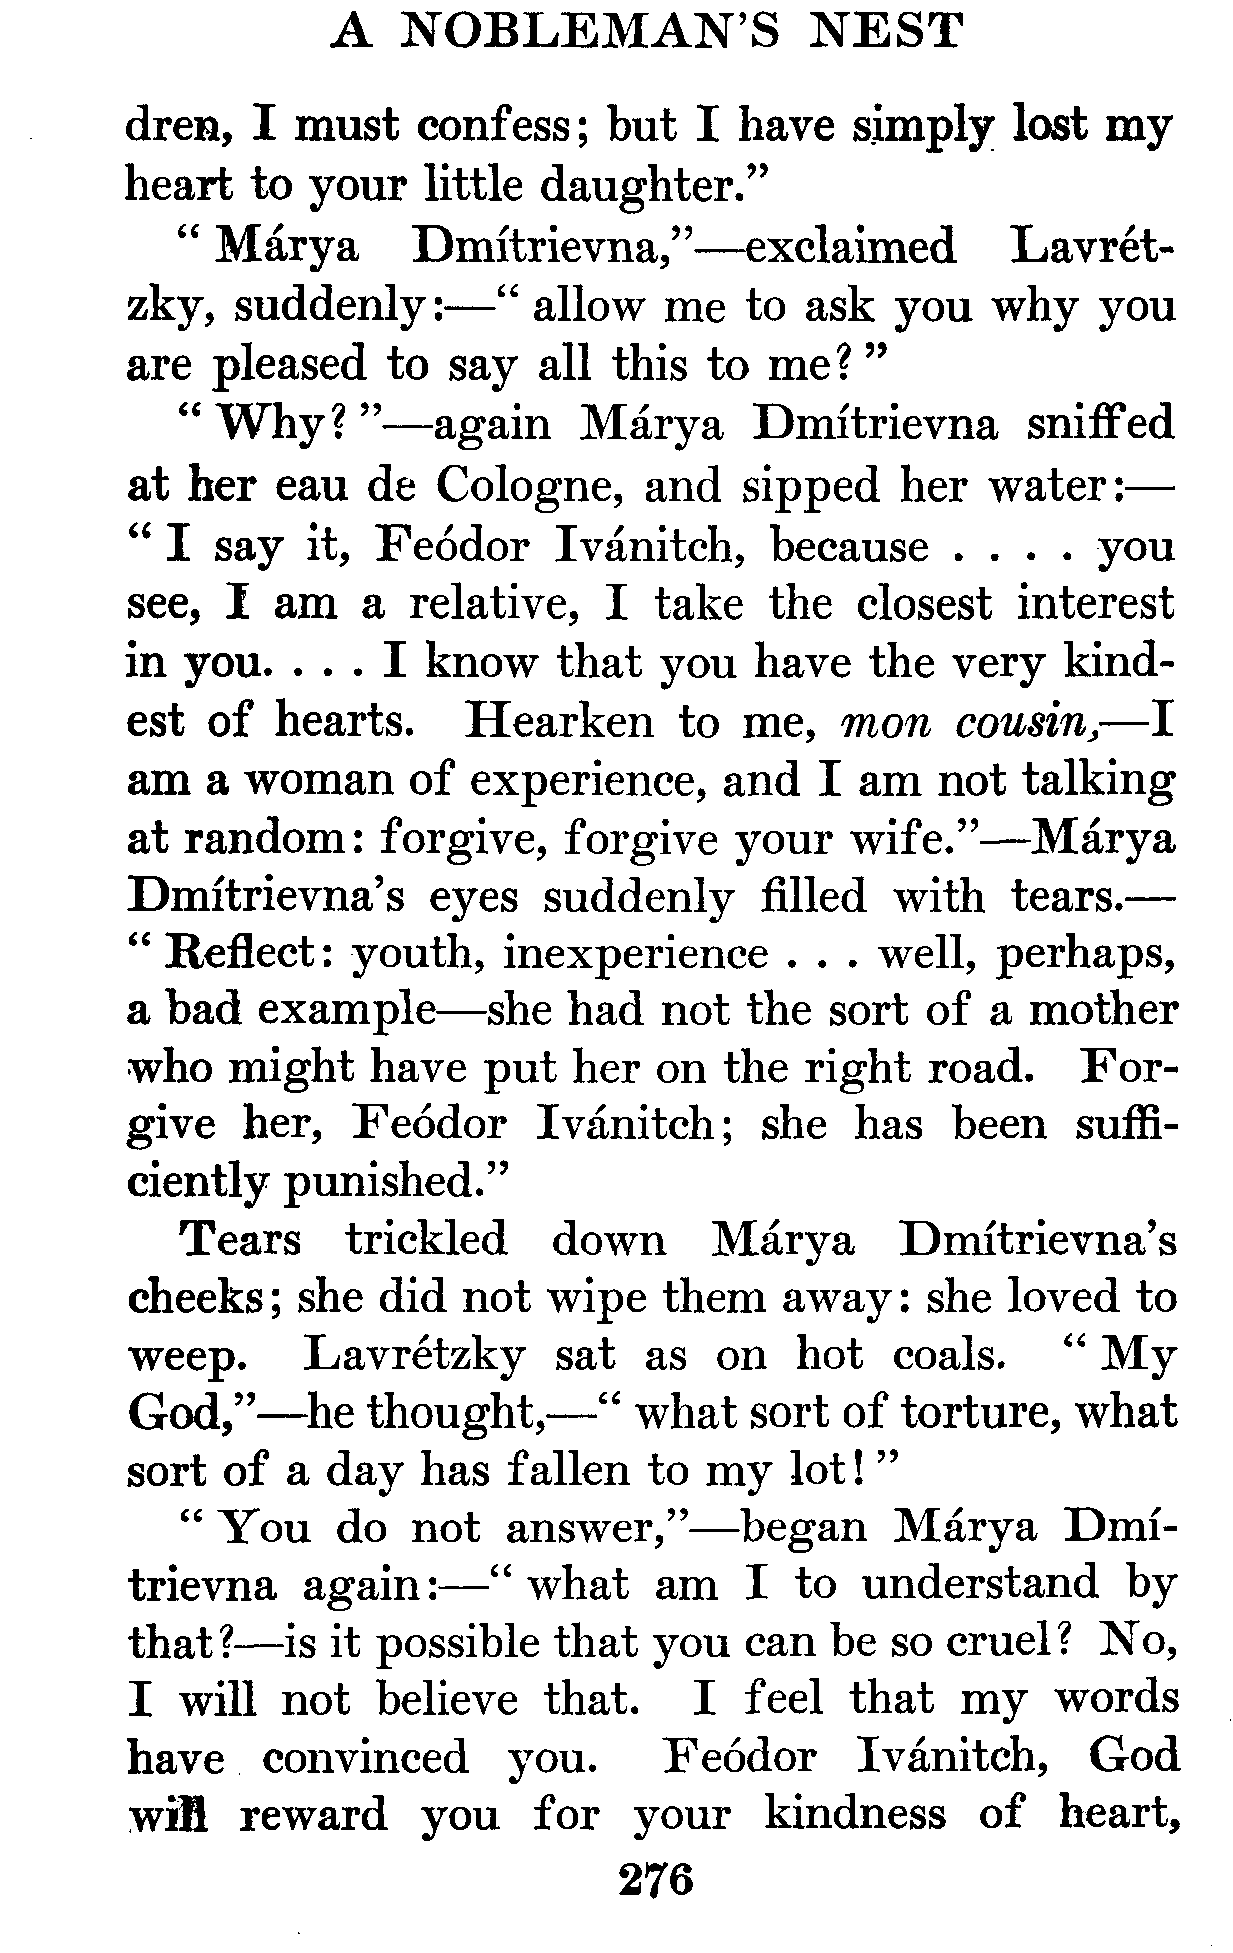 A NOBLEMAN'S NEST
dren, I must confess; but I have simply lost my
heart to your little daughter."
" Márya Dmítrievna,"—exclaimed Lavrét-
zky, suddenly:—" allow me to ask you why you
are pleased to say all this to me? "
" Why? "—again Márya Dmítrievna sniffed
at her eau de Cologne, and sipped her water:—
" I say it, Feódor Ivánitch, because . . . . you
see, I am a relative, I take the closest interest
in you. . . . I know that you have the very kind-
est of hearts. Hearken to me, mon cousin,—I
am a woman of experience, and I am not talking
at random: forgive, forgive your wife."—Márya
Dmítrievna's eyes suddenly filled with tears.—
" Reflect: youth, inexperience . . . well, perhaps,
a bad example—she had not the sort of a mother
who might have put her on the right road. For-
give her, Feódor Ivánitch; she has been suffi-
ciently punished."
Tears trickled down Márya Dmítrievna's
cheeks; she did not wipe them away: she loved to
weep. Lavrétzky sat as on hot coals. " My
God,"—he thought,—" what sort of torture, what
sort of a day has fallen to my lot! "
" You do not answer,"—began Márya Dmí-
trievna again:—" what am I to understand by
that?—is it possible that you can be so cruel? No,
I will not believe that. I feel that my words
have convinced you. Feódor Ivánitch, God
will reward you for your kindness of heart,
276